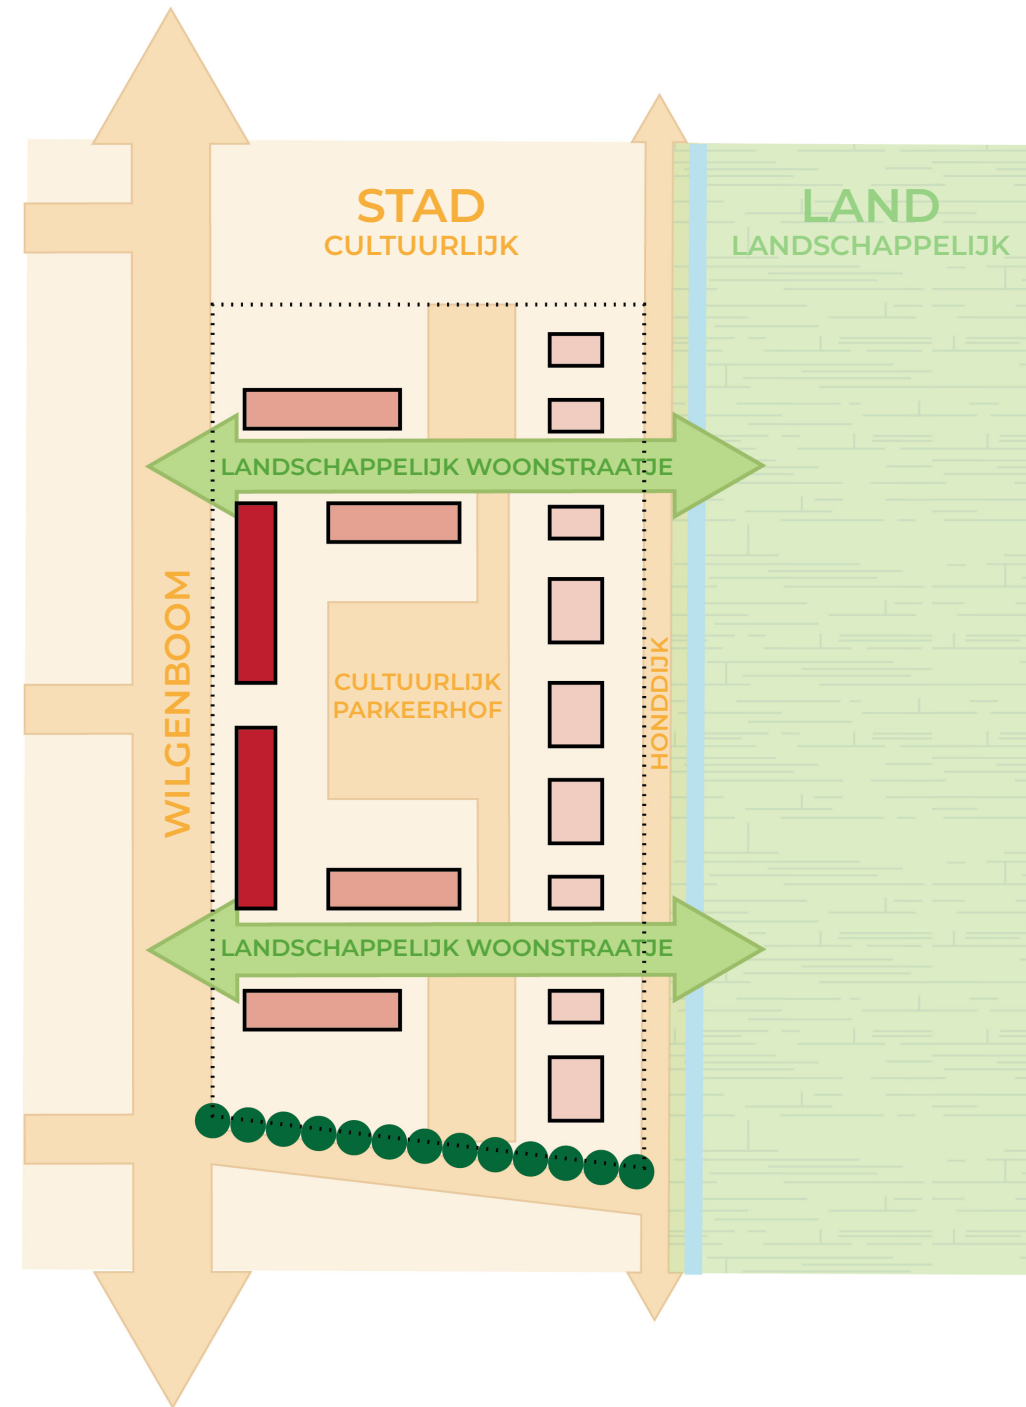 STAD
CULTUURLIJK
LAND
LANDSCHAPPELIJK
LANDSCHAPPELIJK WOONSTRAATJE
WILGENBOOM
CULTUURLIJK
PARKEERHOF
HONDDIJK
LANDSCHAPPELIJK WOONSTRAATJE